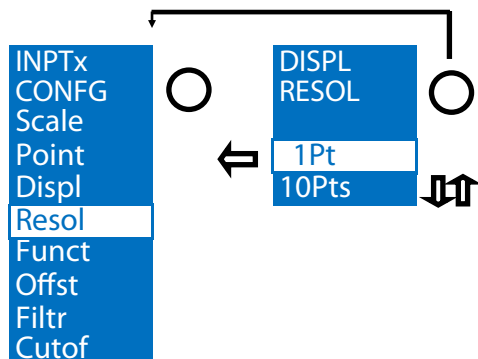 INPTx
CONFG
Scale
Point
Displ
Resol
Funct
Offst
Filtr
Cutof
DISPL
RESOL
1Pt
10Pts